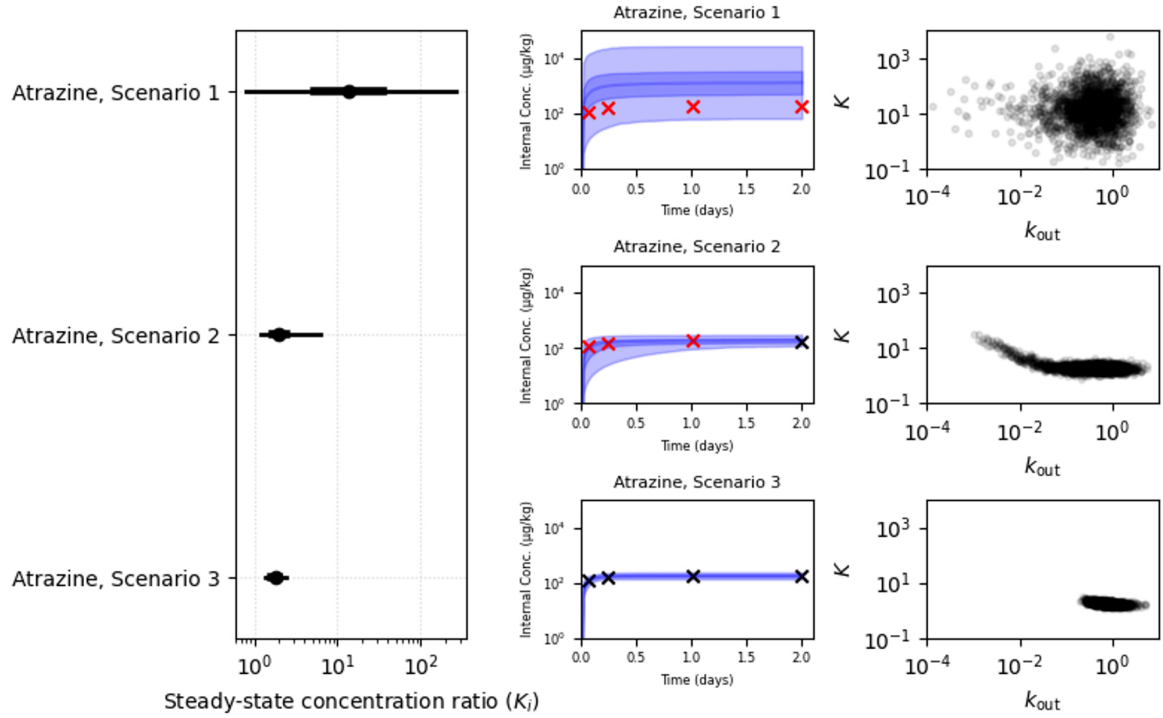 Atrazine, Scenario 1
Atrazine, Scenario 2
Atrazine, Scenario 3
10⁰ 10¹ 10²
Steady-state concentration ratio (Kᵢ)
Atrazine, Scenario 1
Internal Conc. (µg/kg)
10⁴
10²
10⁰
0.0 0.5 1.0 1.5 2.0
Time (days)
K
10³
10¹
10⁻¹
10⁻⁴ 10⁻² 10⁰
k_out
Atrazine, Scenario 2
Internal Conc. (µg/kg)
10⁴
10²
10⁰
0.0 0.5 1.0 1.5 2.0
Time (days)
K
10³
10¹
10⁻¹
10⁻⁴ 10⁻² 10⁰
k_out
Atrazine, Scenario 3
Internal Conc. (µg/kg)
10⁴
10²
10⁰
0.0 0.5 1.0 1.5 2.0
Time (days)
K
10³
10¹
10⁻¹
10⁻⁴ 10⁻² 10⁰
k_out